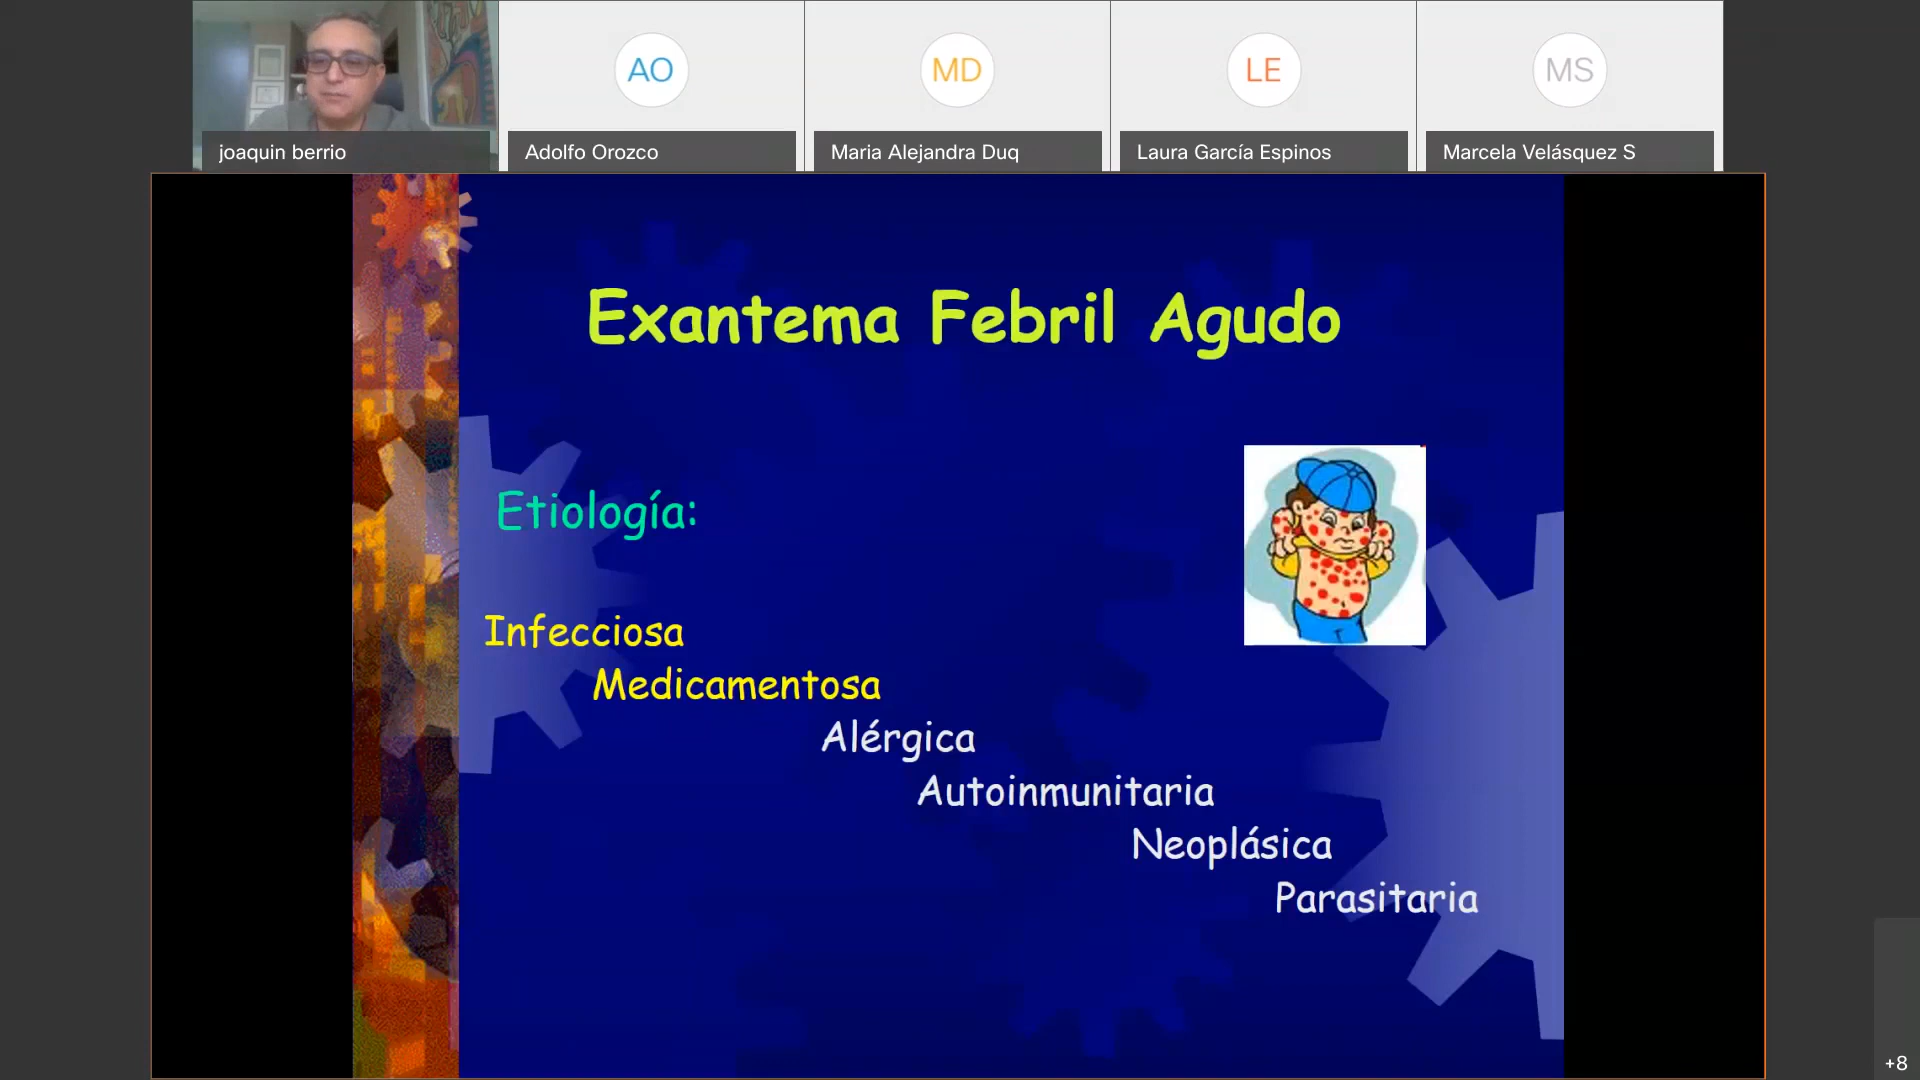 AO
MD
LE
MS
joaquin berrio
Adolfo Orozco
Maria Alejandra Duq
Laura García Espinos
Marcela Velásquez S
Exantema Febril Agudo
Etiología:
Infecciosa
Medicamentosa
Alérgica
Autoinmunitaria
Neoplásica
Parasitaria
+8